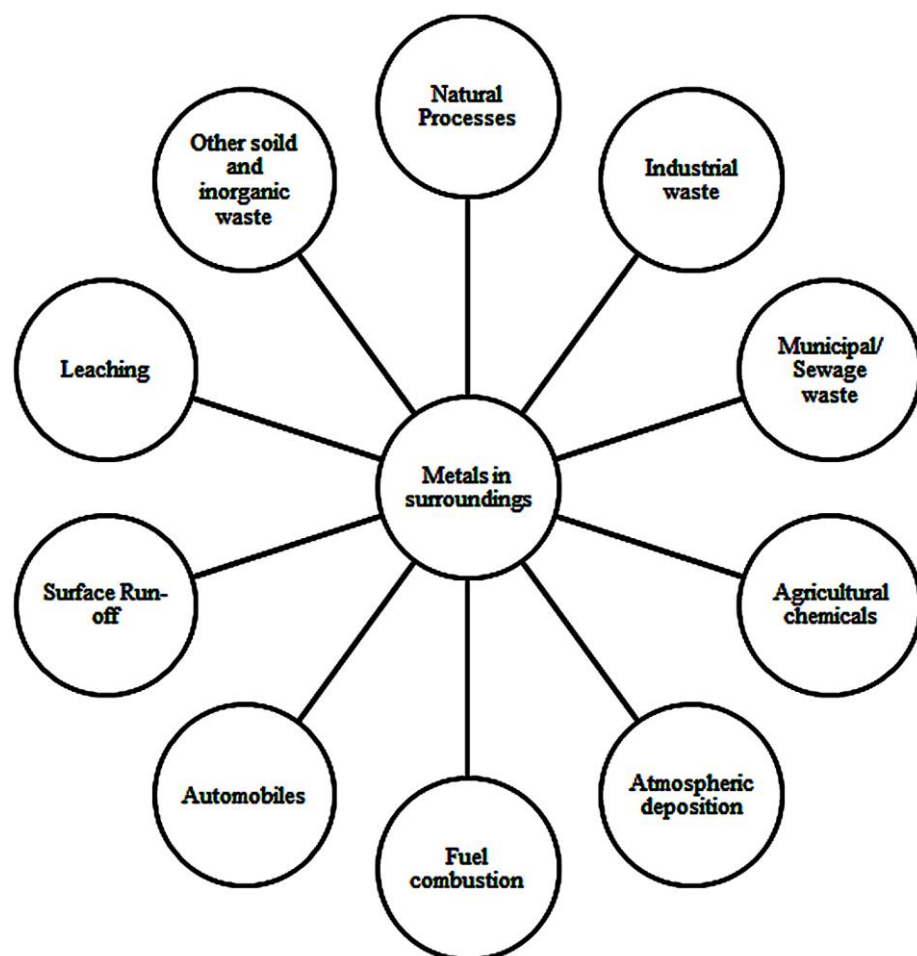 Natural
Processes
Industrial
waste
Municipal/
Sewage
waste
Agricultural
chemicals
Atmospheric
deposition
Fuel
combustion
Automobiles
Surface Run-
off
Leaching
Other soild
and
inorganic
waste
Metals in
surroundings